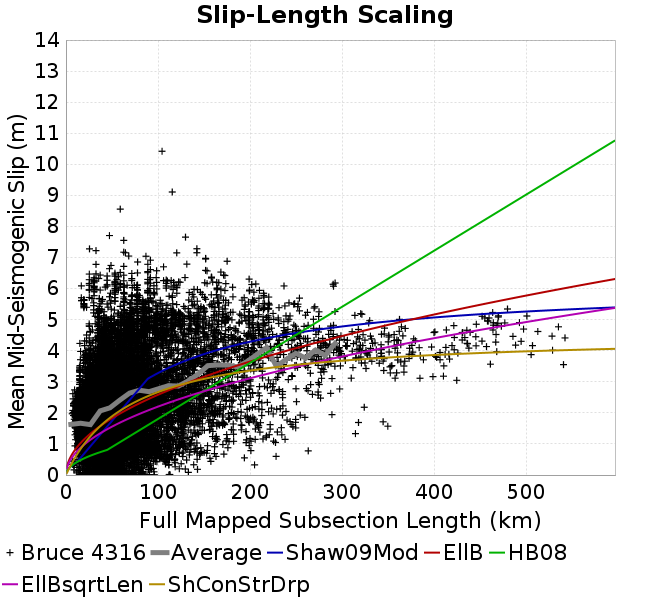 Slip-Length Scaling
Mean Mid-Seismogenic Slip (m)
14
13
12
11
10
9
8
7
6
5
4
3
2
1
0
0 100 200 300 400 500
Full Mapped Subsection Length (km)
Bruce 4316 Average Shaw09Mod EllB HB08
EllBsqrtLen ShConStrDrp